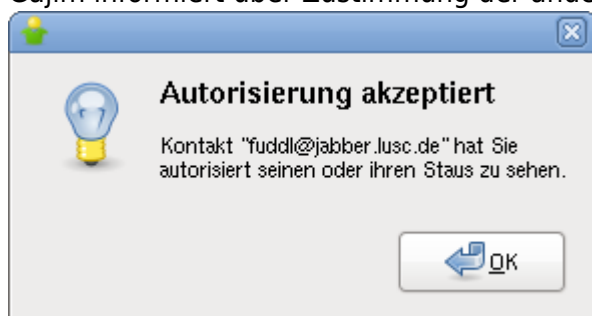 Gajim informiert über Zustimmung der ande
Autorisierung akzeptiert
Kontakt "fuddl@jabber.lusc.de" hat Sie
autorisiert seinen oder ihren Staus zu sehen.
OK